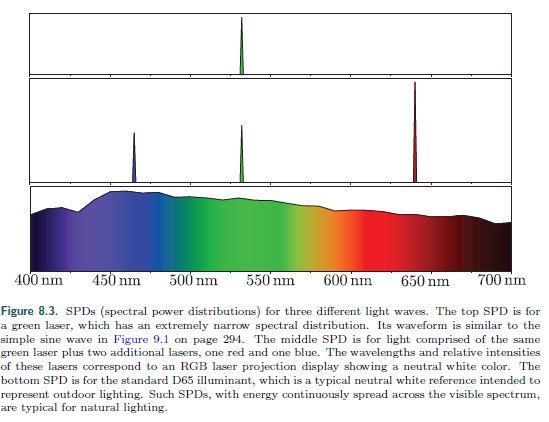 400 nm 450 nm 500 nm 550 nm 600 nm 650 nm 700 nm
Figure 8.3. SPDs (spectral power distributions) for three different light waves. The top SPD is for
a green laser, which has an extremely narrow spectral distribution. Its waveform is similar to the
simple sine wave in Figure 9.1 on page 294. The middle SPD is for light comprised of the same
green laser plus two additional lasers, one red and one blue. The wavelengths and relative intensities
of these lasers correspond to an RGB laser projection display showing a neutral white color. The
bottom SPD is for the standard D65 illuminant, which is a typical neutral white reference intended to
represent outdoor lighting. Such SPDs, with energy continuously spread across the visible spectrum,
are typical for natural lighting.